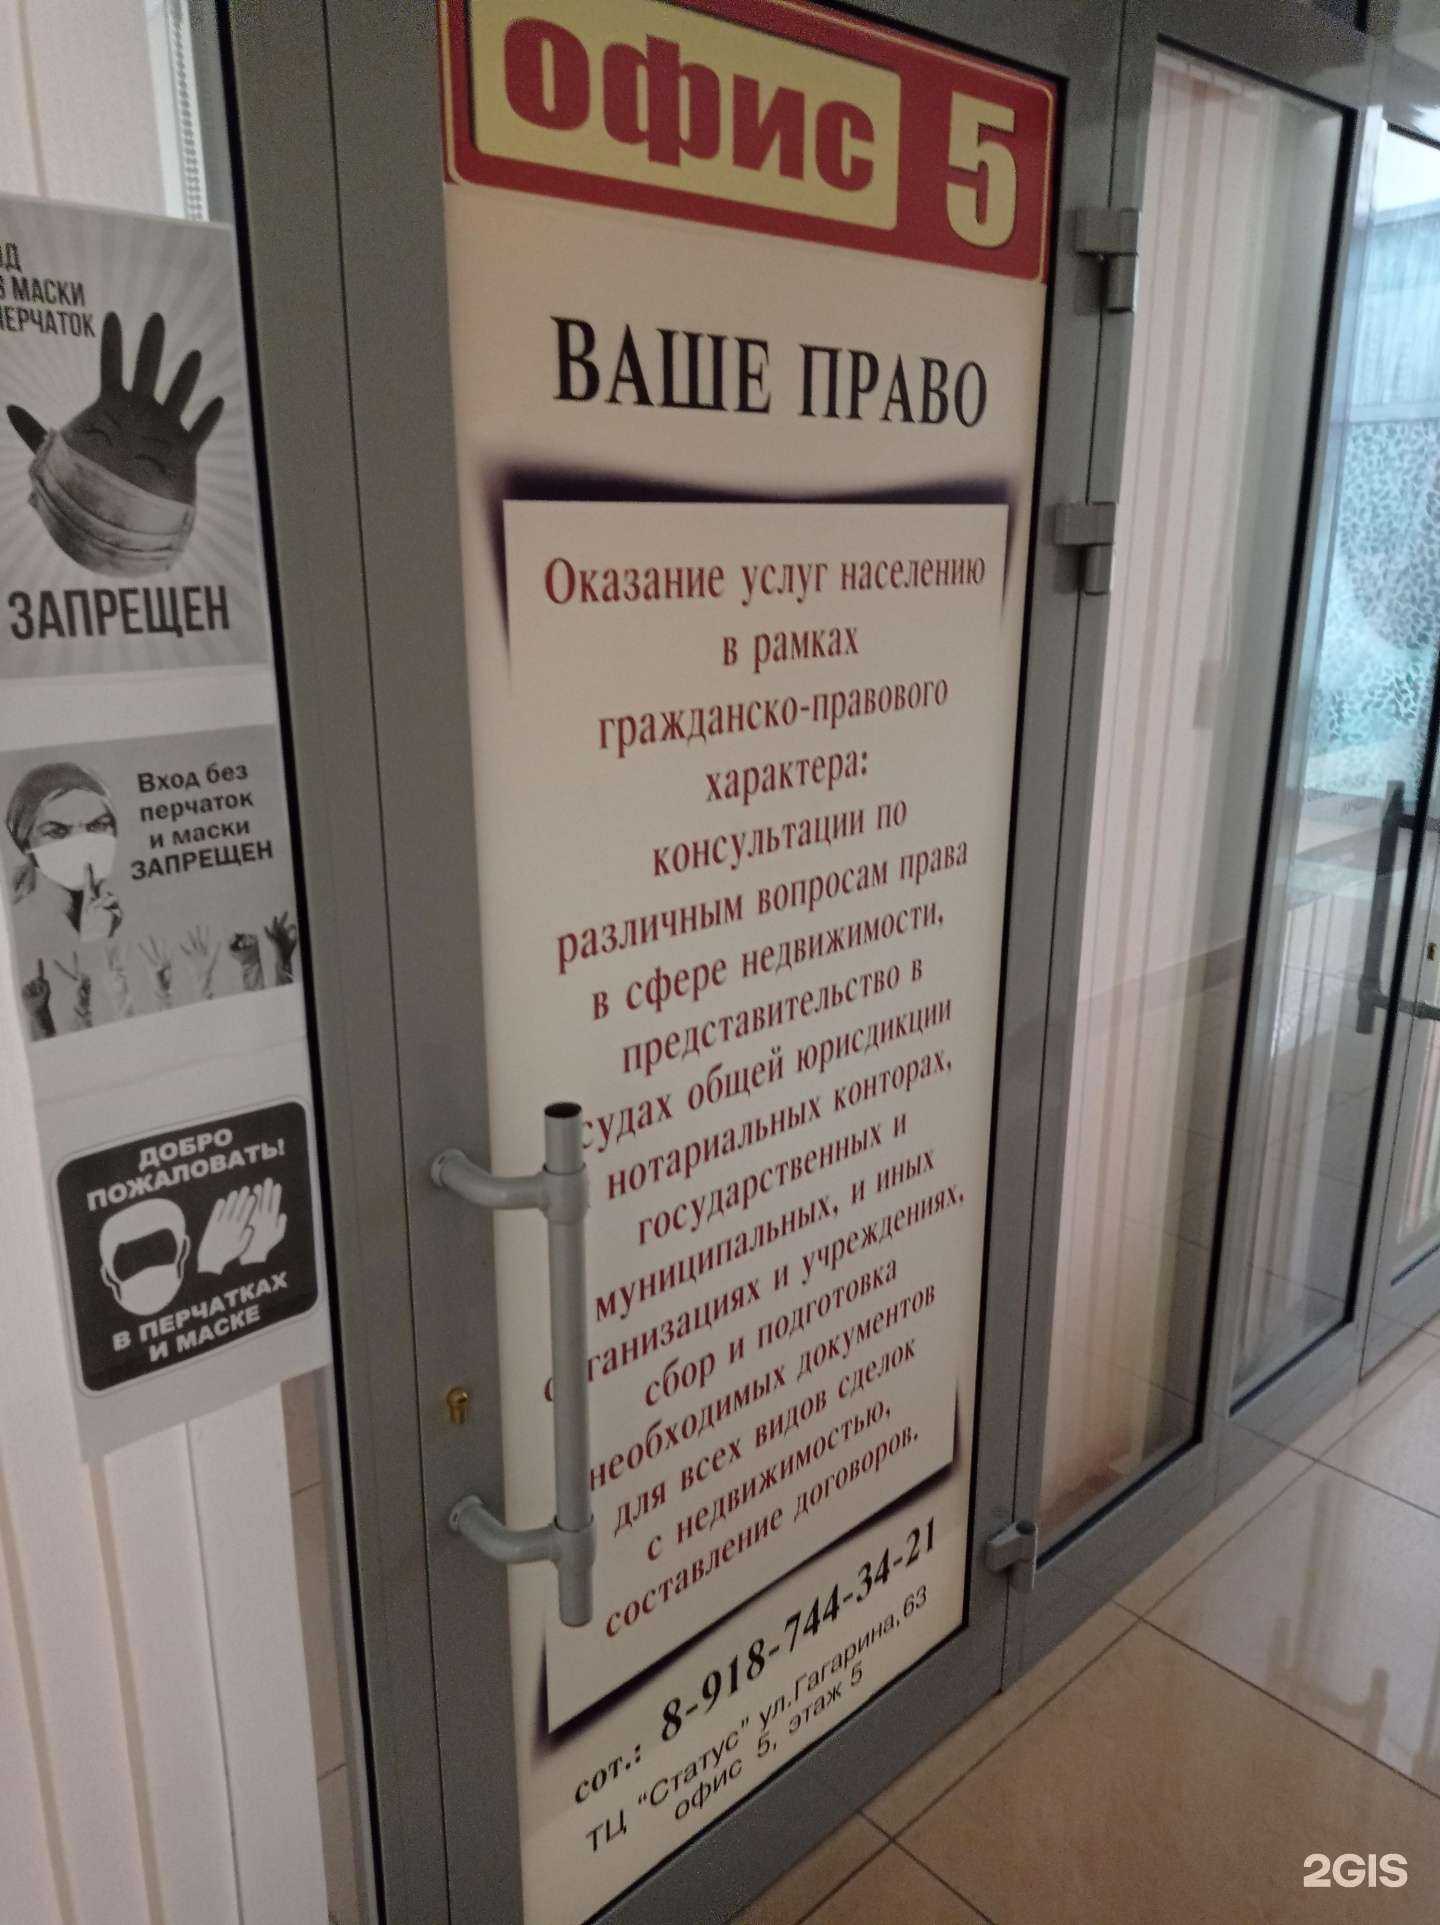 офис 5
ВАШЕ ПРАВО
Оказание услуг населению
в рамках
гражданско-правового
характера:
консультации по
различным вопросам права
в сфере недвижимости,
представительство в
судах общей юрисдикции
нотариальных конторах,
государственных и
муниципальных, и иных
организациях и учреждениях,
сбор и подготовка
необходимых документов
для всех видов сделок
с недвижимостью,
составление договоров.
сот.: 8-918-744-34-21
ТЦ "Статус" ул.Гагарина,63
офис 5, этаж 5
МАСКИ
ПЕРЧАТОК
ЗАПРЕЩЕН
Вход без
перчаток
и маски
ЗАПРЕЩЕН
ДОБРО
ПОЖАЛОВАТЬ!
В ПЕРЧАТКАХ
И МАСКЕ
2GIS